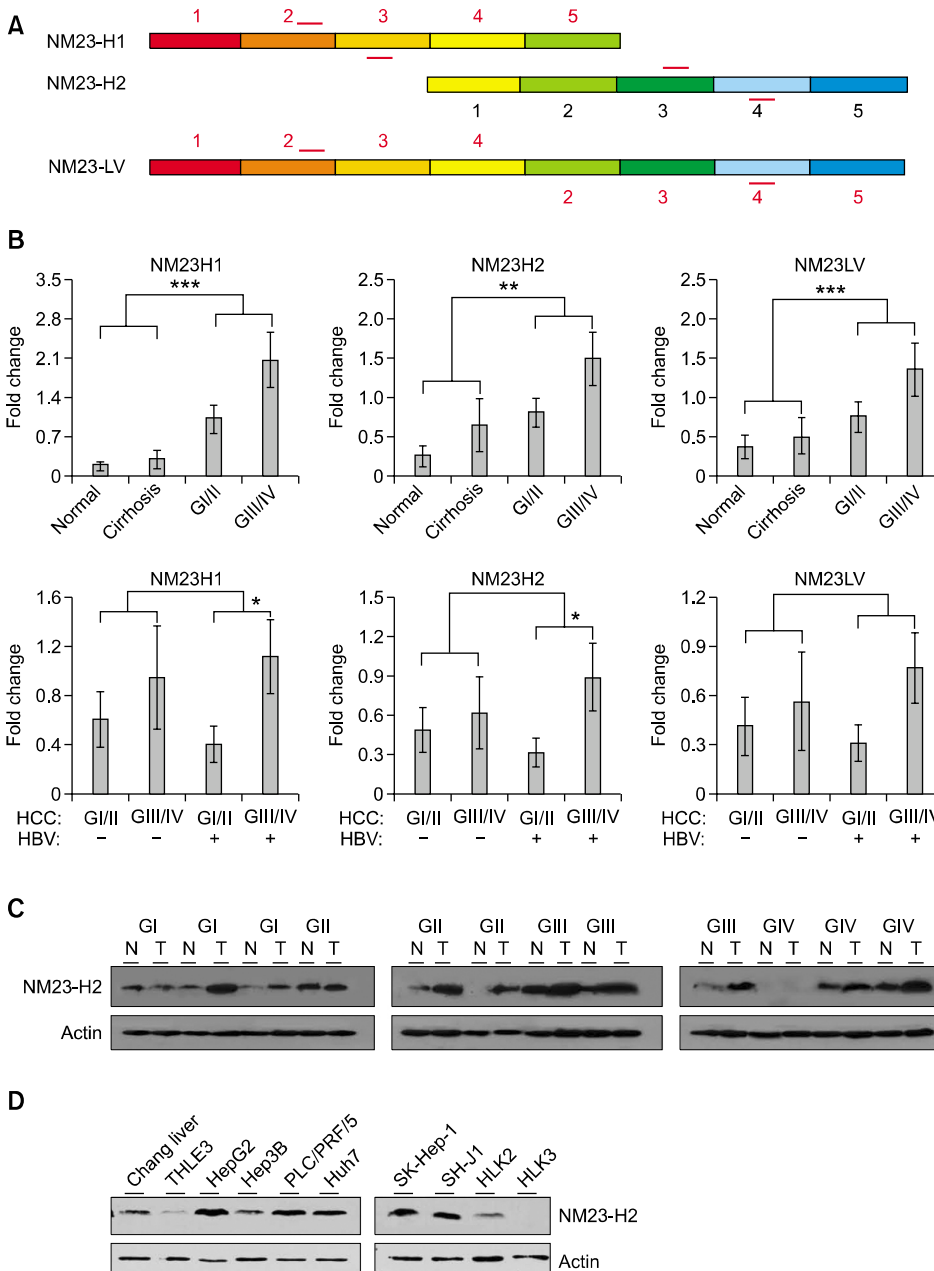 A
1 2 3 4 5
NM23-H1
NM23-H2
1 2 3 4 5
1 2 3 4
NM23-LV
2 3 4 5
B
NM23H1
Fold change
3.5
2.8
2.1
1.4
0.7
0
***
Normal Cirrhosis GI/II GIII/IV
NM23H2
Fold change
2.5
2.0
1.5
1.0
0.5
0
**
Normal Cirrhosis GI/II GIII/IV
NM23LV
Fold change
2.5
2.0
1.5
1.0
0.5
0
***
Normal Cirrhosis GI/II GIII/IV
NM23H1
Fold change
1.6
1.2
0.8
0.4
0
*
HCC: GI/II GIII/IV GI/II GIII/IV
HBV: − − + +
NM23H2
Fold change
1.5
1.2
0.9
0.6
0.3
0
*
GI/II GIII/IV GI/II GIII/IV
− − + +
NM23LV
Fold change
1.2
0.9
0.6
0.3
0
HCC: GI/II GIII/IV GI/II GIII/IV
HBV: − − + +
C
GI GI GI GII
N T N T N T N T
GII GII GIII GIII
N T N T N T N T
GIII GIV GIV GIV
N T N T N T N T
NM23-H2
Actin
D
Chang liver THLE3 HepG2 Hep3B PLC/PRF/5 Huh7
SK-Hep-1 SH-J1 HLK2 HLK3
NM23-H2
Actin